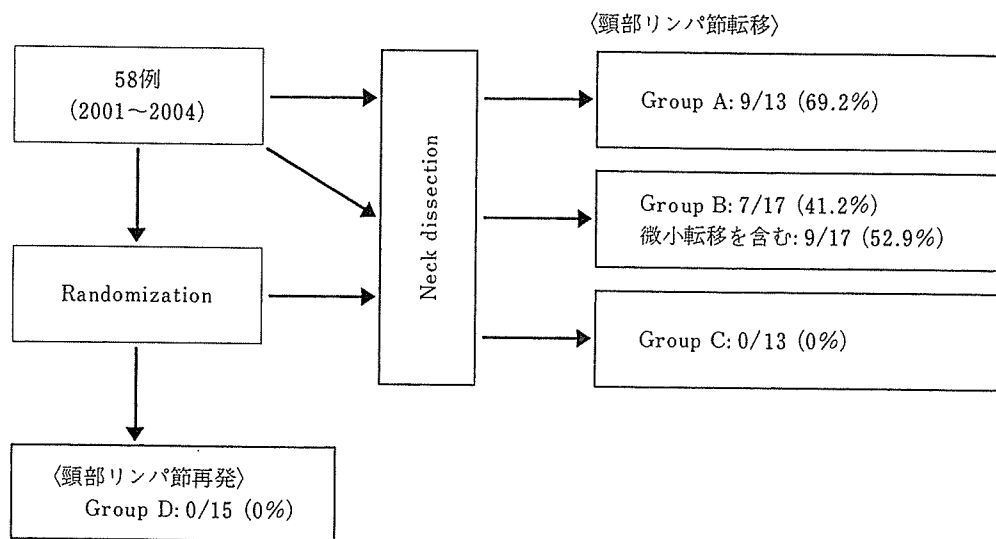 〈頸部リンパ節転移〉
58例
(2001〜2004)
Neck dissection
Group A: 9/13 (69.2%)
Group B: 7/17 (41.2%)
微小転移を含む: 9/17 (52.9%)
Randomization
Group C: 0/13 (0%)
〈頸部リンパ節再発〉
Group D: 0/15 (0%)